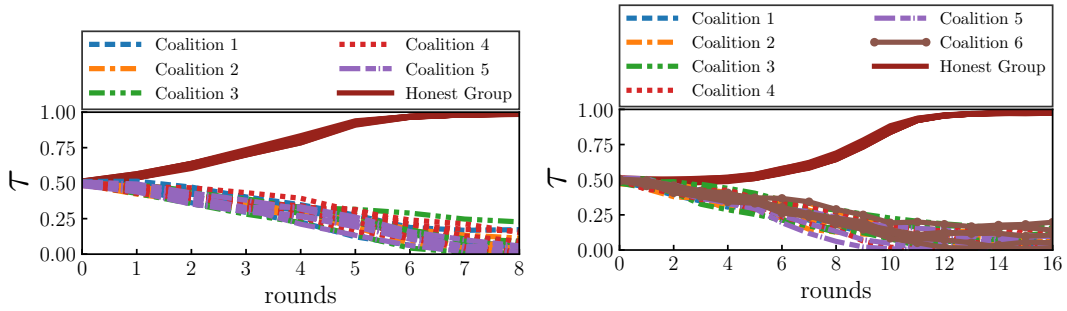 Coalition 1 Coalition 4
Coalition 2 Coalition 5
Coalition 3 Honest Group
1.00
0.75
0.50
0.25
0.00
τ
0 1 2 3 4 5 6 7 8
rounds
Coalition 1 Coalition 5
Coalition 2 Coalition 6
Coalition 3 Honest Group
Coalition 4
1.00
0.75
0.50
0.25
0.00
τ
0 2 4 6 8 10 12 14 16
rounds